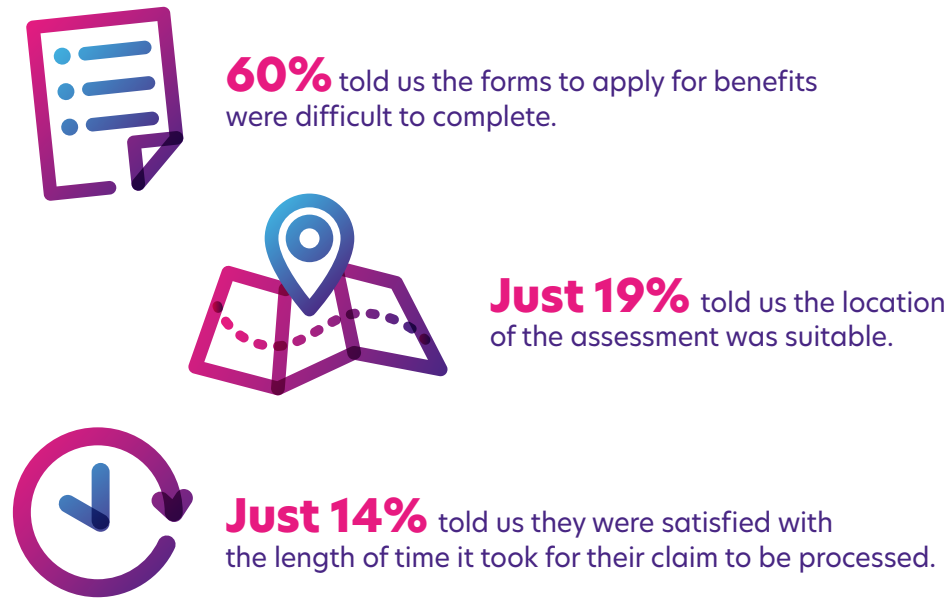 60% told us the forms to apply for benefits
were difficult to complete.
Just 19% told us the location
of the assessment was suitable.
Just 14% told us they were satisfied with
the length of time it took for their claim to be processed.